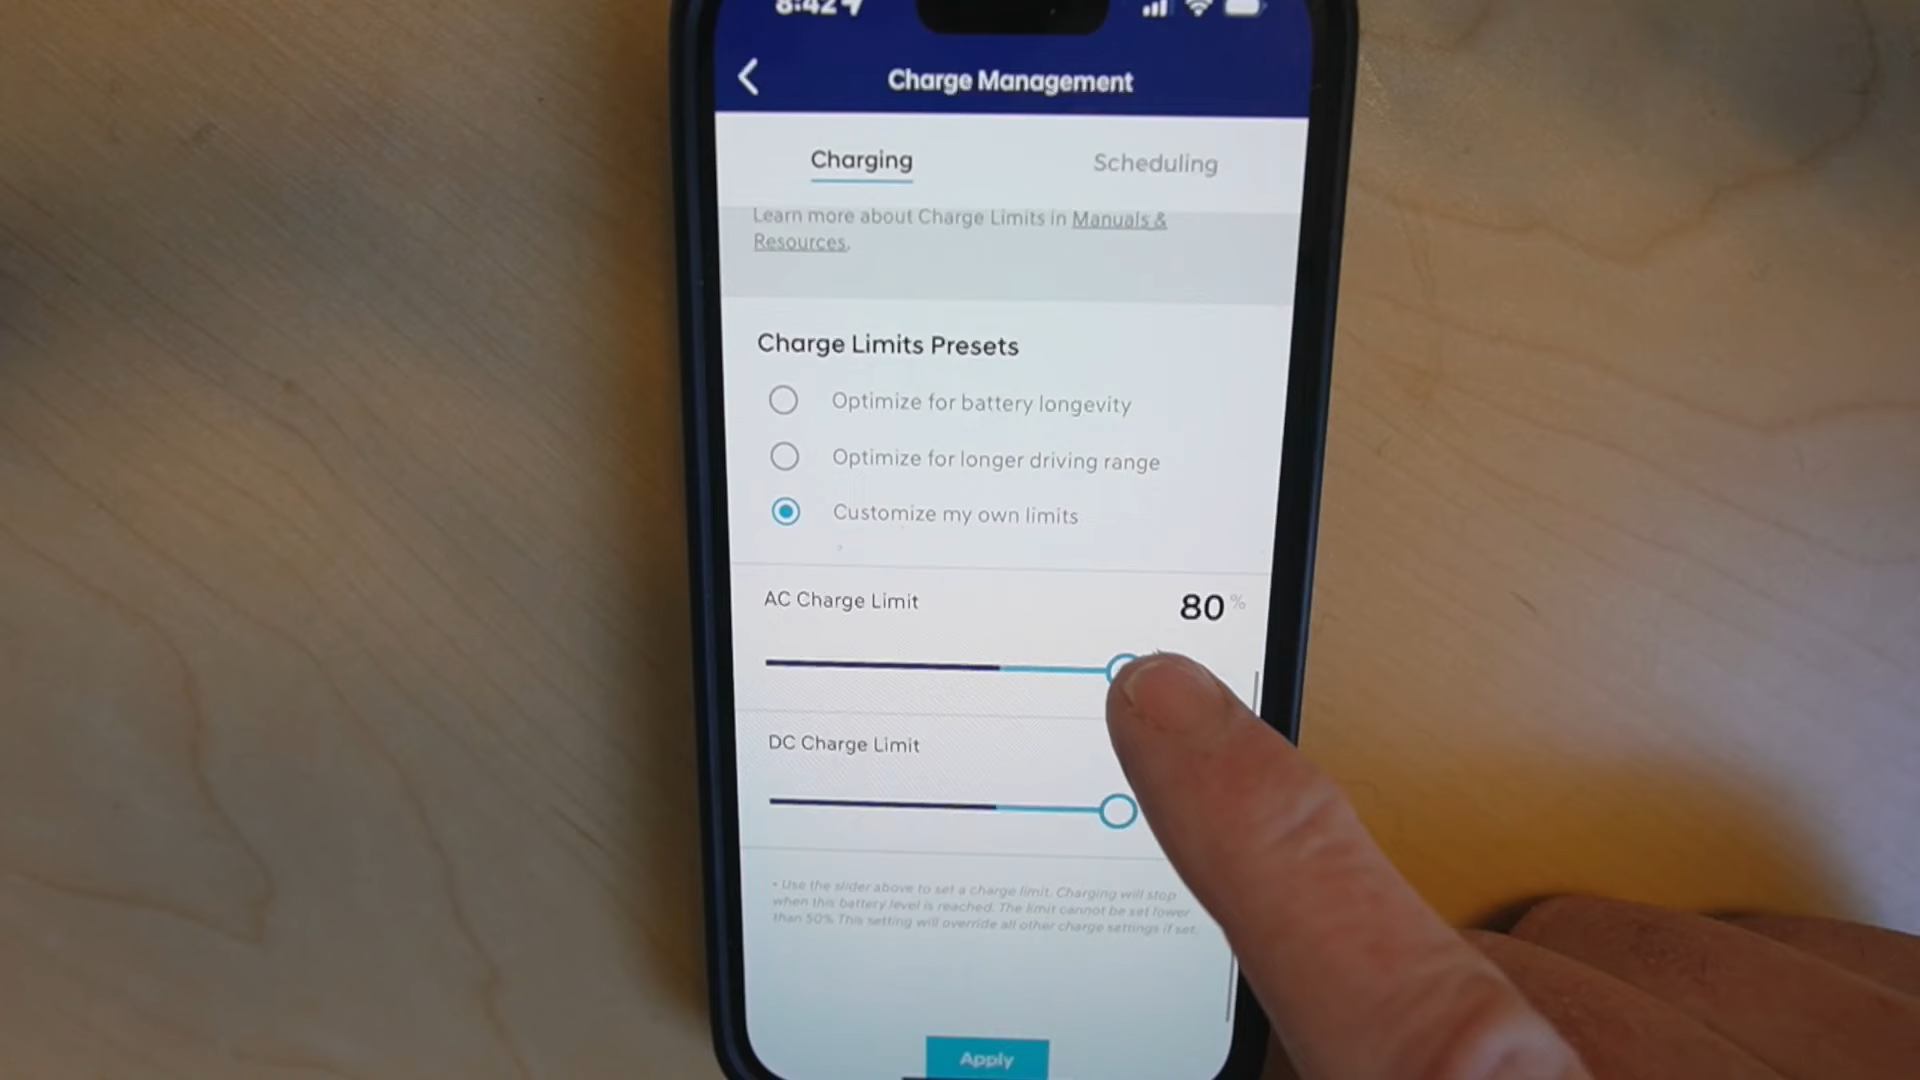 8:42
Charge Management
Charging
Scheduling
Learn more about Charge Limits in Manuals &
Resources.
Charge Limits Presets
Optimize for battery longevity
Optimize for longer driving range
Customize my own limits
AC Charge Limit
80 %
DC Charge Limit
• Use the slider above to set a charge limit. Charging will stop
when this battery level is reached. The limit cannot be set lower
than 50%. This setting will override all other charge settings if set.
Apply